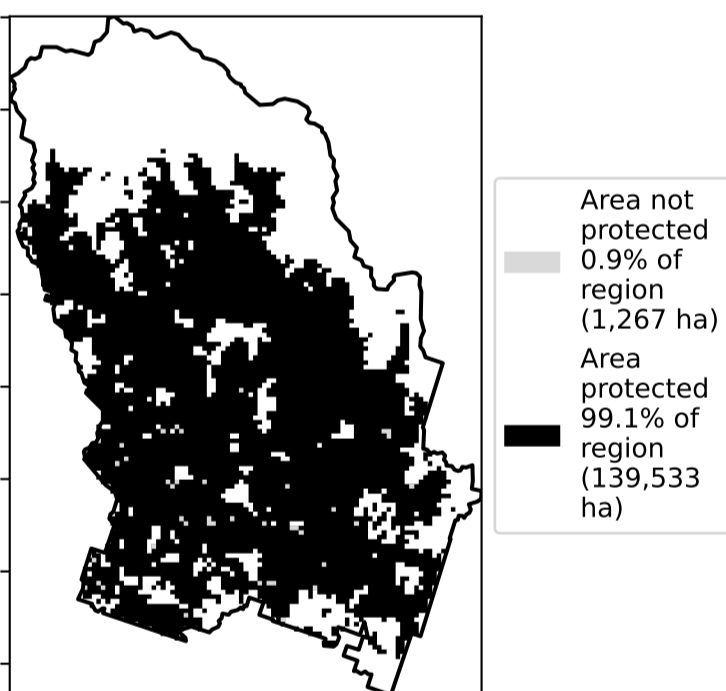 Area not
protected
0.9% of
region
(1,267 ha)
Area
protected
99.1% of
region
(139,533
ha)